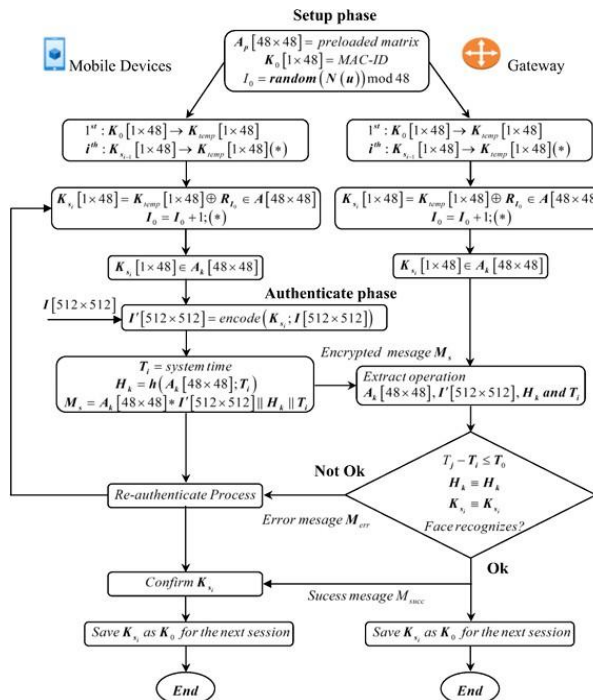 Setup phase
Mobile Devices
A_p [48×48] = preloaded matrix
K_0 [1×48] = MAC-ID
I_0 = random (N (u)) mod 48
Gateway
1^st : K_0 [1×48] → K_temp [1×48]
i^th : K_{s_{i-1}} [1×48] → K_temp [1×48] (*)
1^st : K_0 [1×48] → K_temp [1×48]
i^th : K_{s_{i-1}} [1×48] → K_temp [1×48] (*)
K_{s_i} [1×48] = K_temp [1×48] ⊕ R_{I_0} ∈ A[48×48]
I_0 = I_0 + 1; (*)
K_{s_i} [1×48] = K_temp [1×48] ⊕ R_{I_0} ∈ A[48×48
I_0 = I_0 + 1; (*)
K_{s_i} [1×48] ∈ A_k [48×48]
K_{s_i} [1×48] ∈ A_k [48×48]
Authenticate phase
I [512×512]
I' [512×512] = encode (K_{s_i} ; I [512×512])
Encrypted mesage M_s
T_i = system time
H_k = h (A_k [48×48]; T_i)
M_s = A_k [48×48] * I' [512×512] || H_k || T_i
Extract operation
A_k [48×48], I' [512×512], H_k and T_i
T_j − T_i ≤ T_0
H_k ≡ H_k
K_{s_i} ≡ K_{s_i}
Face recognizes?
Not Ok
Re-authenticate Process
Error mesage M_err
Ok
Confirm K_{s_i}
Sucess mesage M_succ
Save K_{s_i} as K_0 for the next session
Save K_{s_i} as K_0 for the next session
End
End